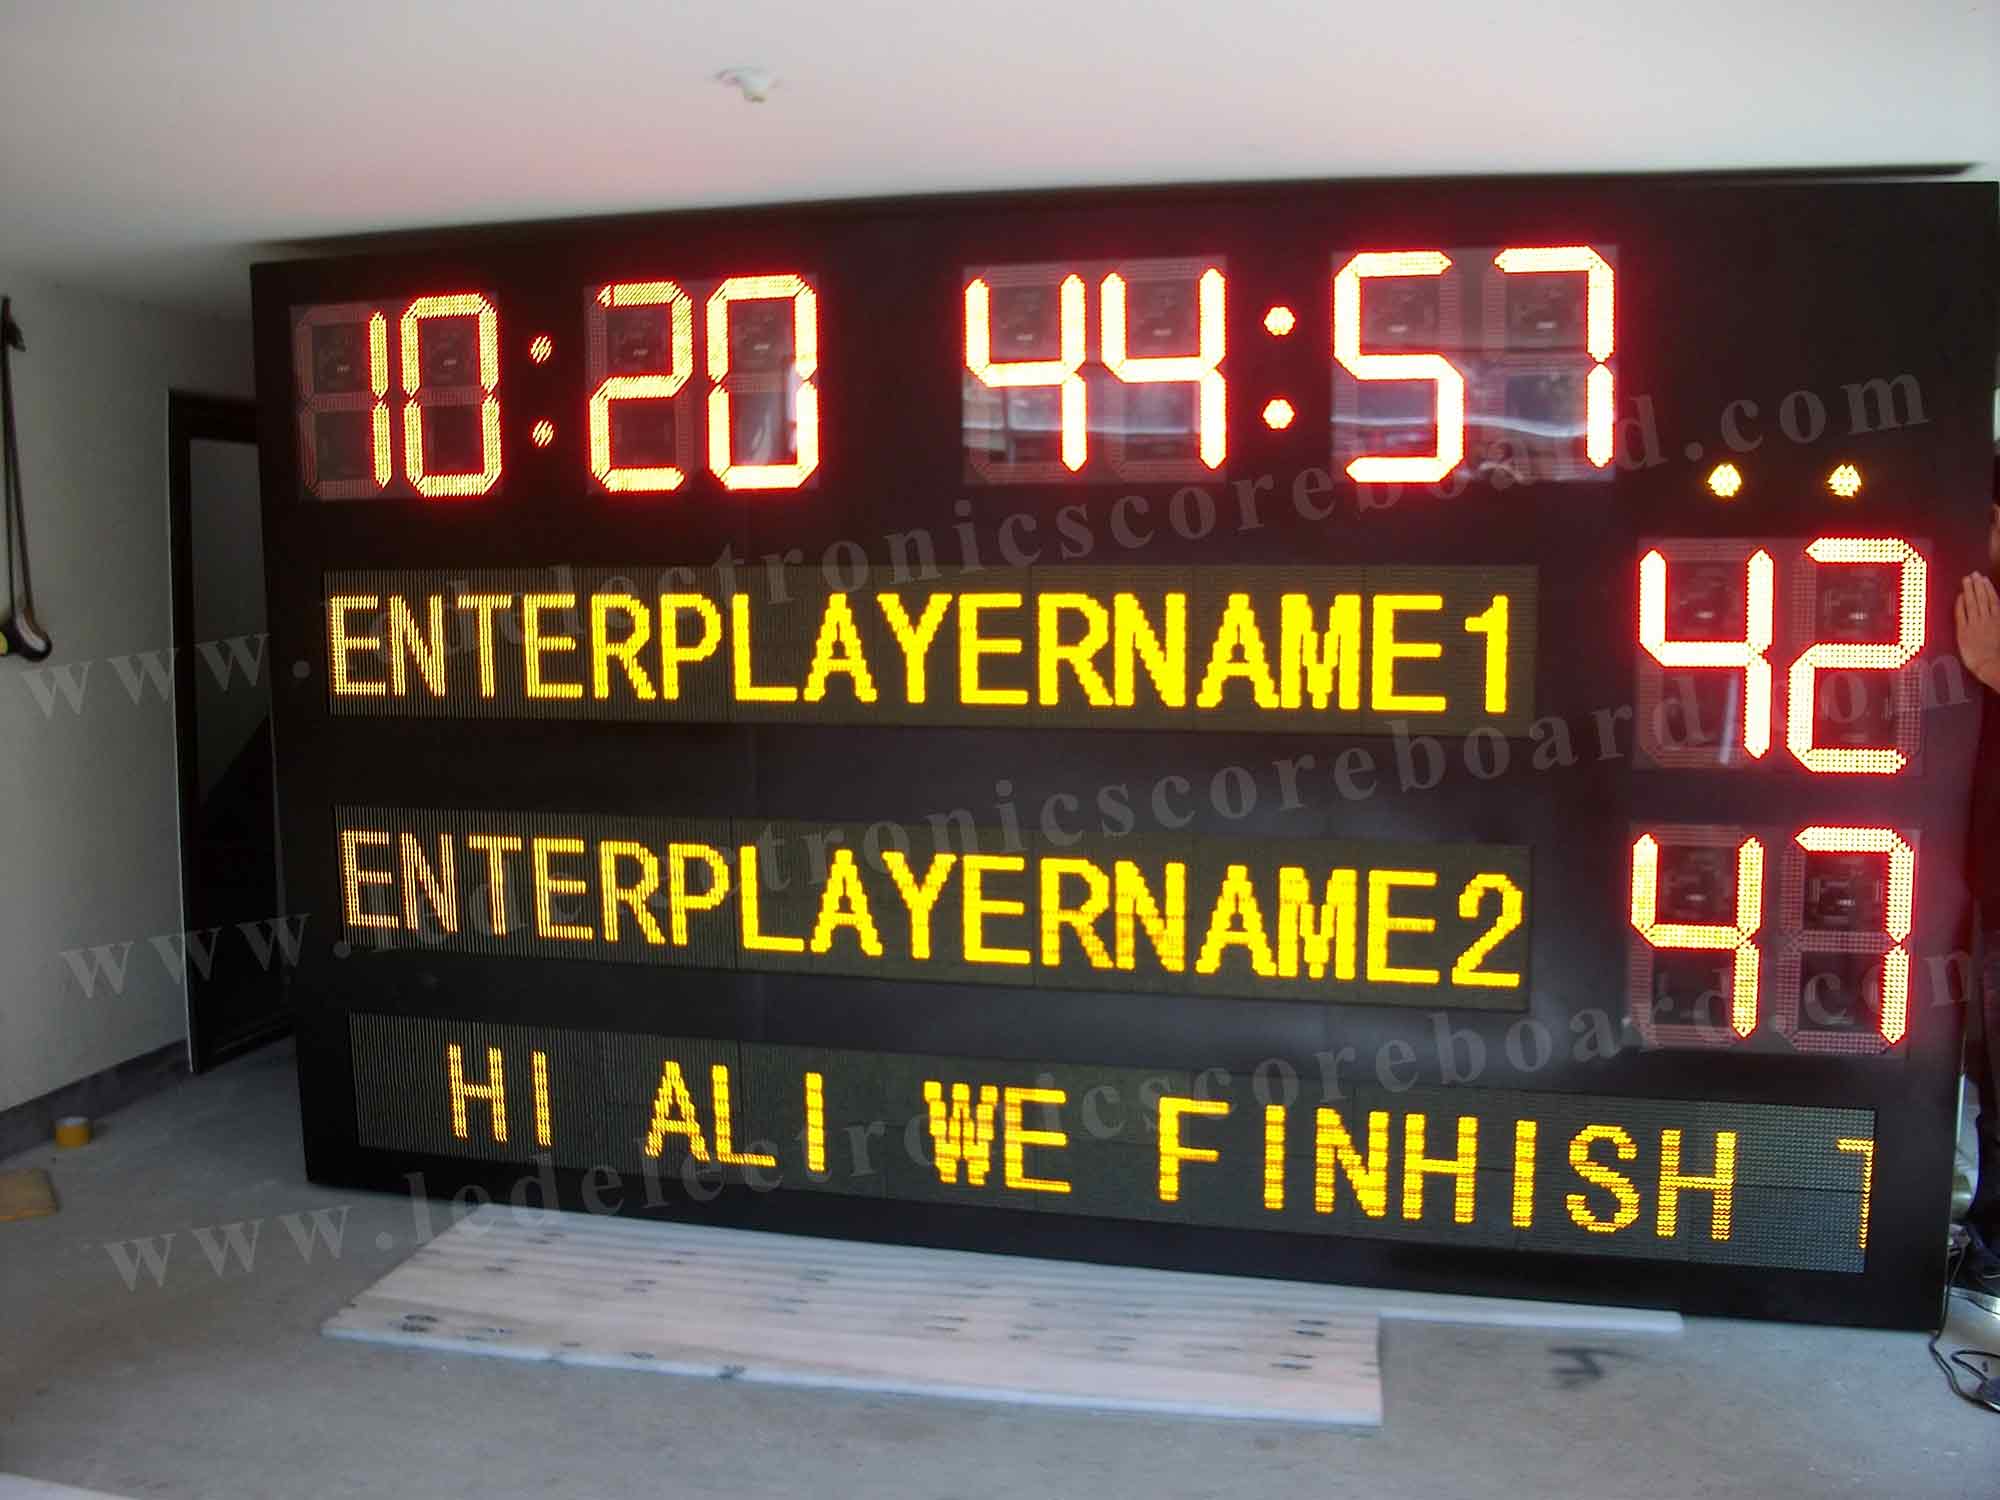 10:20 44:57
ENTERPLAYERNAME1 42
ENTERPLAYERNAME2 47
HI ALI WE FINHISH
www.ledelectronicscoreboard.com
www.ledelectronicscoreboard.com
www.ledelectronicscoreboard.com